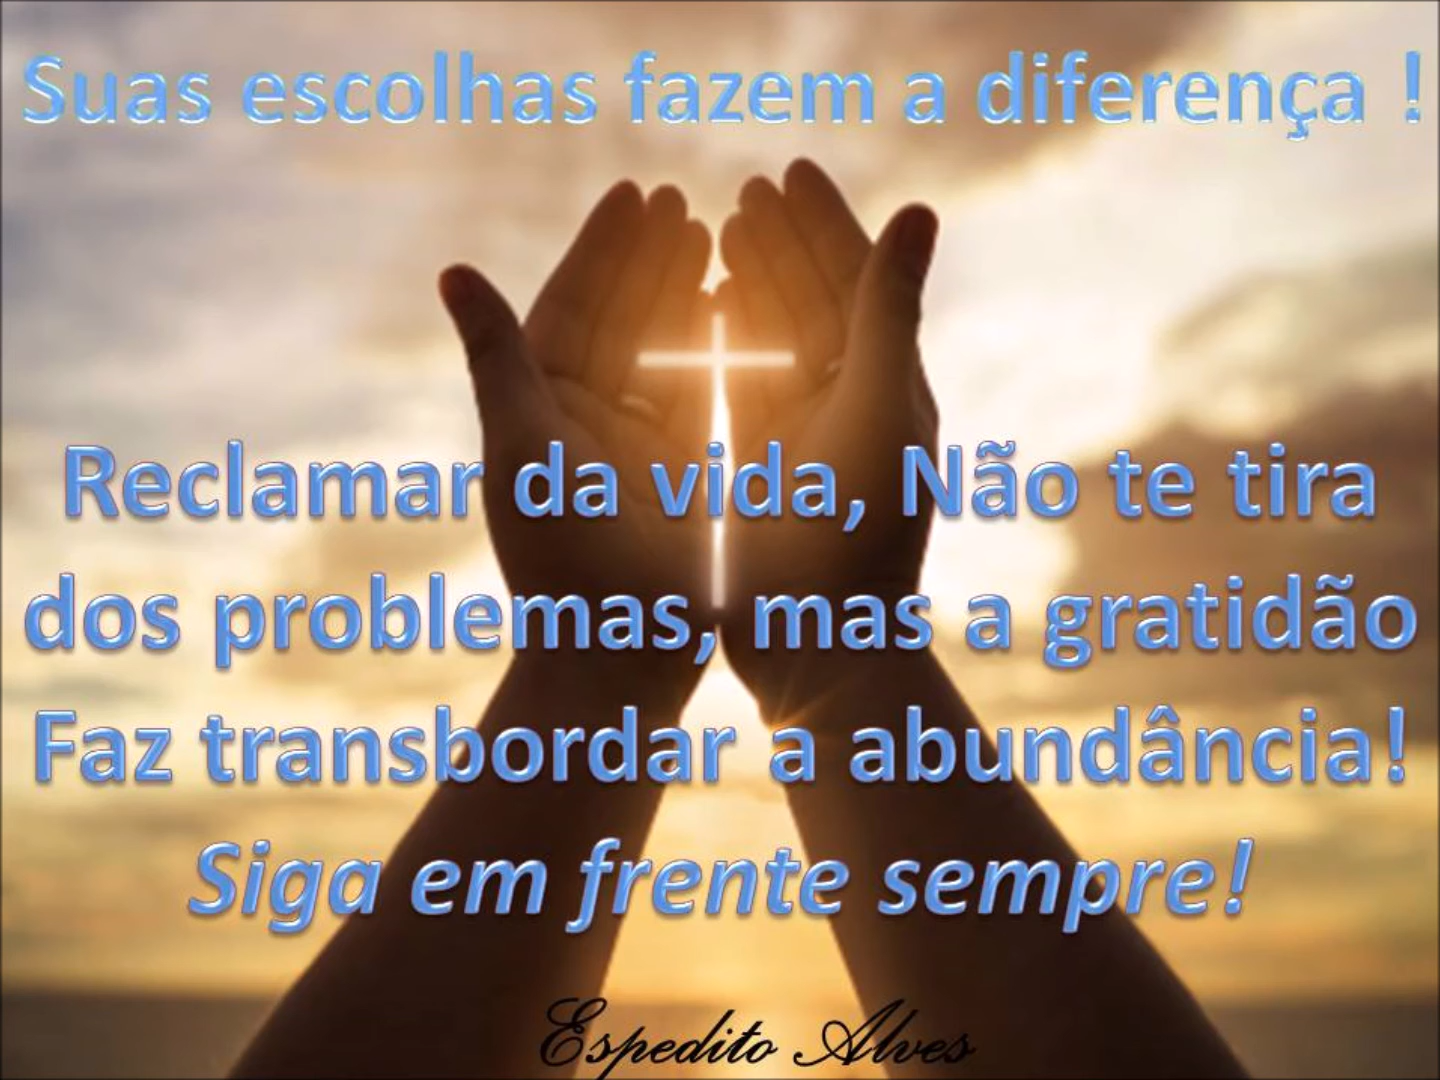 Suas escolhas fazem a diferença !
Reclamar da vida, Não te tira
dos problemas, mas a gratidão
Faz transbordar a abundância!
Siga em frente sempre!
Espedito Alves